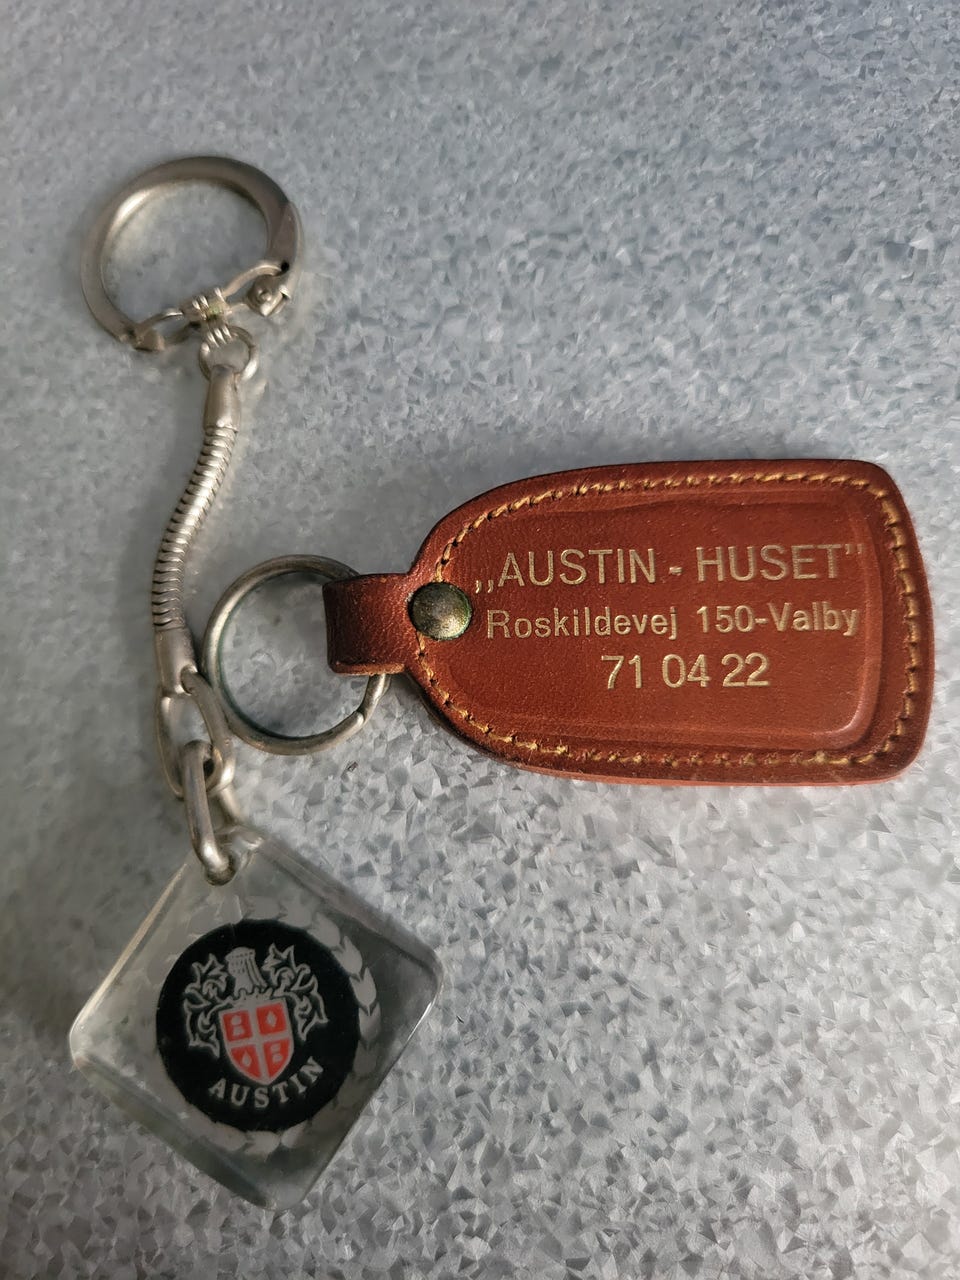 „AUSTIN - HUSET”
Roskildevej 150-Valby
71 04 22
B
B
AUSTIN